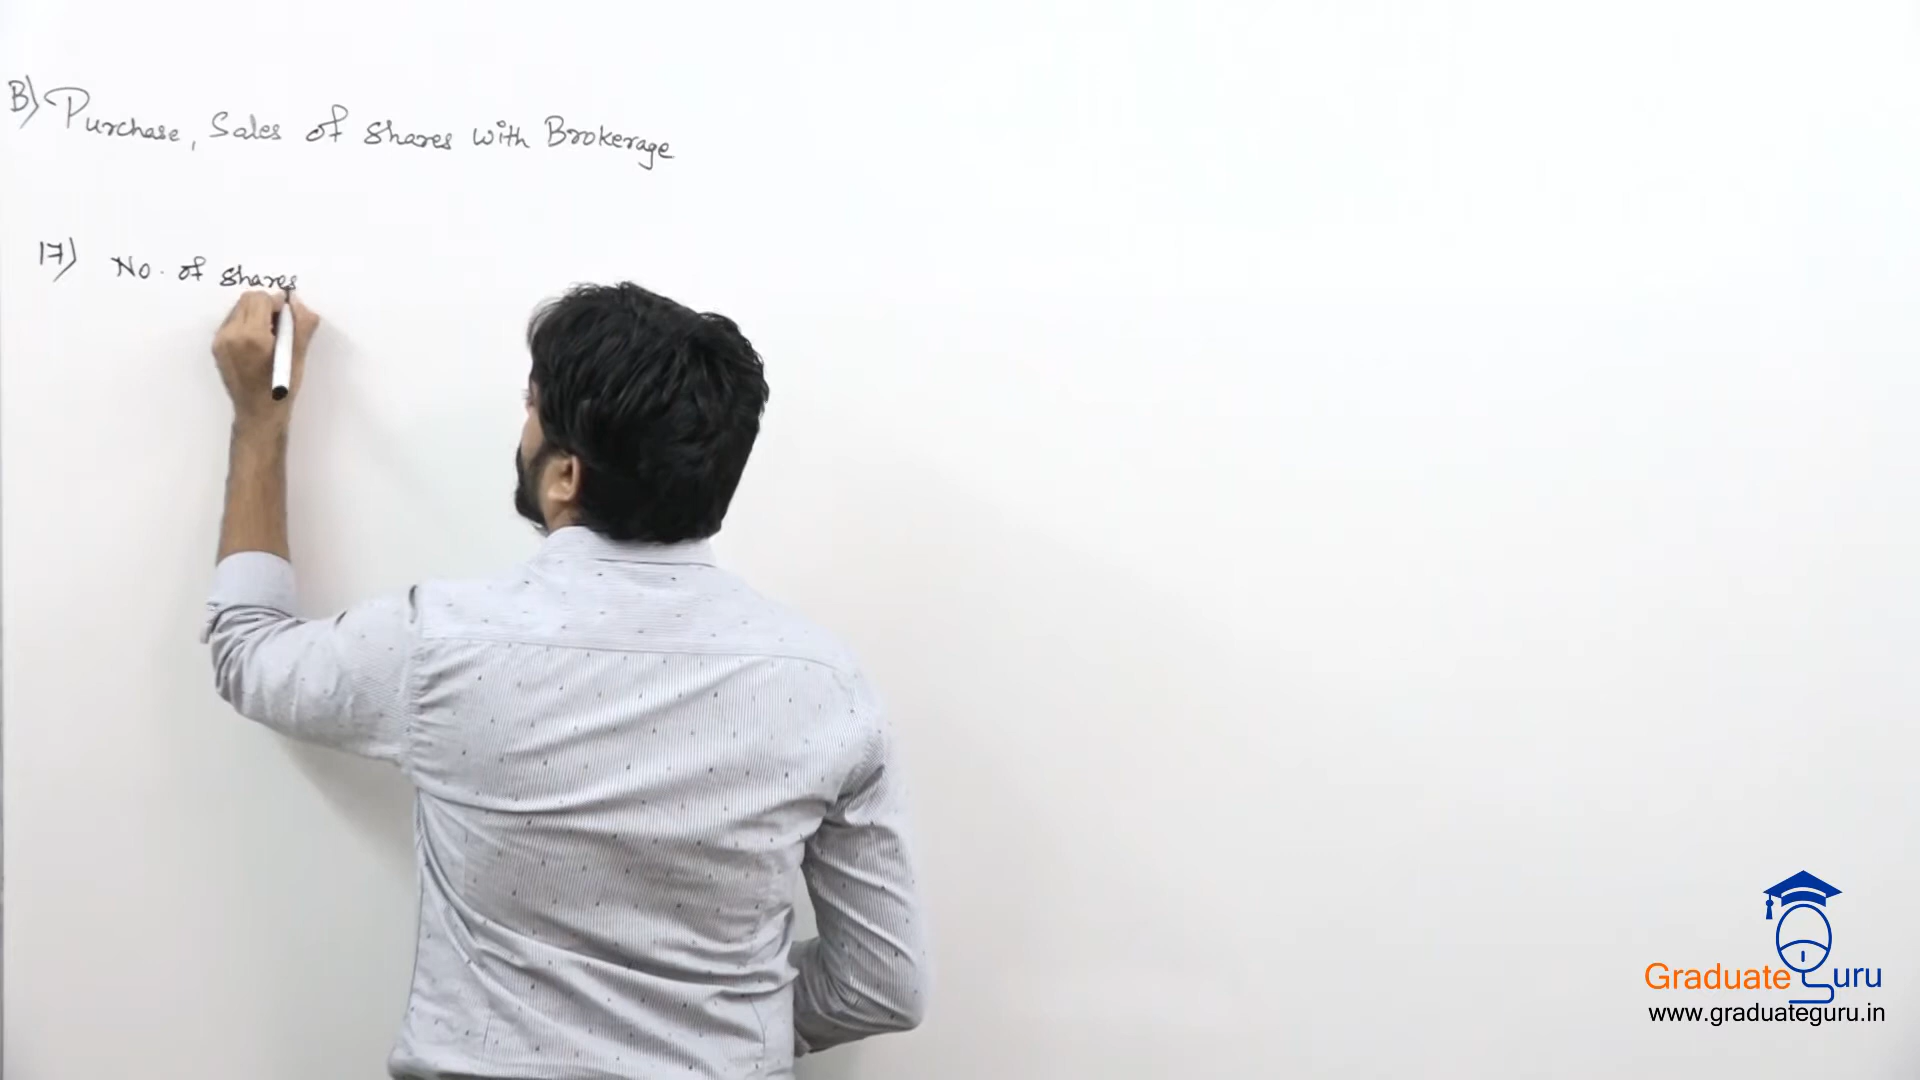 B) Purchase, Sales of shares with Brokerage
17) No. of shares
Graduate Guru
www.graduateguru.in